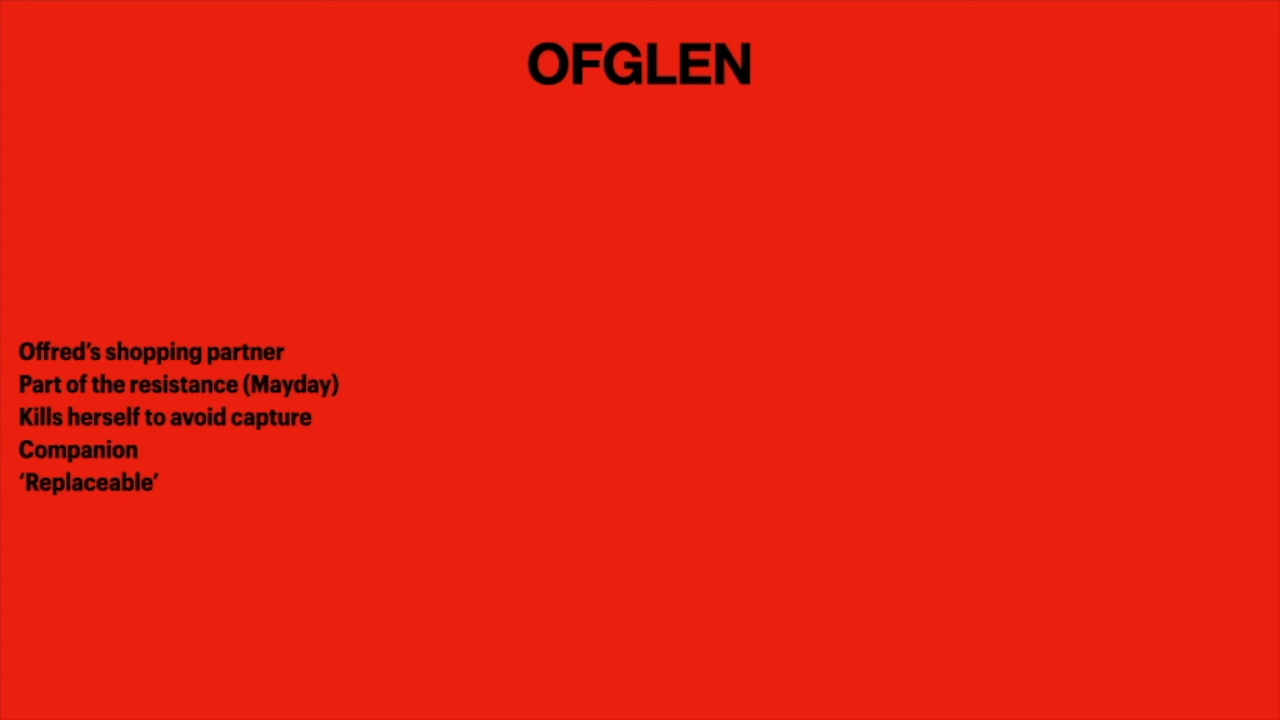 OFGLEN
Offred’s shopping partner
Part of the resistance (Mayday)
Kills herself to avoid capture
Companion
‘Replaceable’